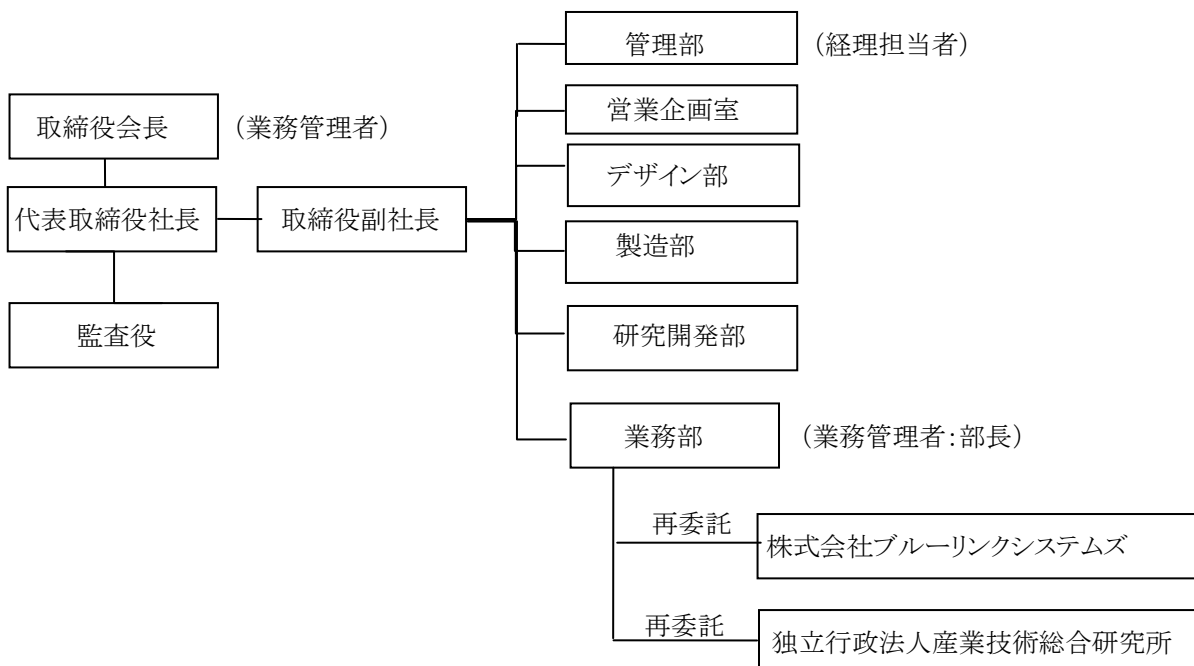 管理部
（経理担当者）
営業企画室
取締役会長
（業務管理者）
デザイン部
代表取締役社長
取締役副社長
製造部
監査役
研究開発部
業務部
（業務管理者：部長）
再委託
株式会社ブルーリンクシステムズ
再委託
独立行政法人産業技術総合研究所